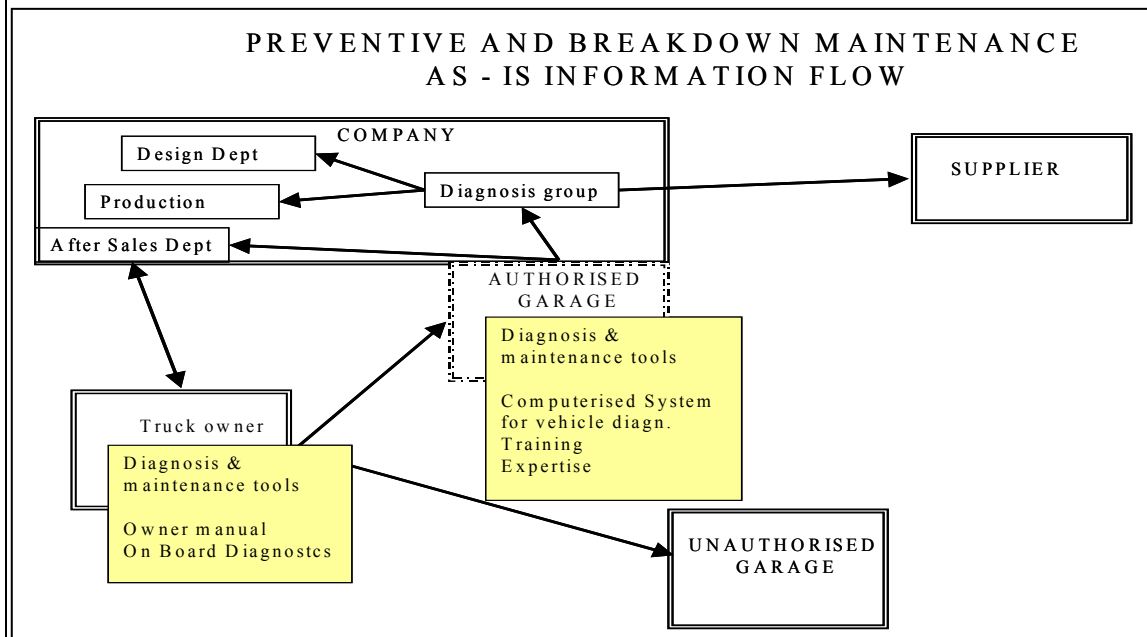 PREVENTIVE AND BREAKDOWN MAINTENANCE
AS - IS INFORMATION FLOW
COMPANY
Design Dept
Production
Diagnosis group
After Sales Dept
SUPPLIER
AUTHORISED
GARAGE
Diagnosis &
maintenance tools
Computerised System
for vehicle diagn.
Training
Expertise
Truck owner
Diagnosis &
maintenance tools
Owner manual
On Board Diagnostcs
UNAUTHORISED
GARAGE